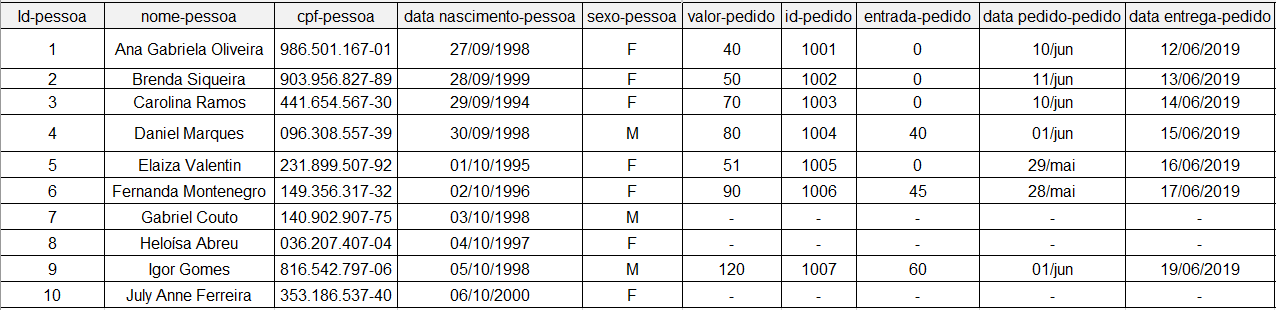 Id-pessoa nome-pessoa cpf-pessoa data nascimento-pessoa sexo-pessoa valor-pedido id-pedido entrada-pedido data pedido-pedido data entrega-pedido
1 Ana Gabriela Oliveira 986.501.167-01 27/09/1998 F 40 1001 0 10/jun 12/06/2019
2 Brenda Siqueira 903.956.827-89 28/09/1999 F 50 1002 0 11/jun 13/06/2019
3 Carolina Ramos 441.654.567-30 29/09/1994 F 70 1003 0 10/jun 14/06/2019
4 Daniel Marques 096.308.557-39 30/09/1998 M 80 1004 40 01/jun 15/06/2019
5 Elaiza Valentin 231.899.507-92 01/10/1995 F 51 1005 0 29/mai 16/06/2019
6 Fernanda Montenegro 149.356.317-32 02/10/1996 F 90 1006 45 28/mai 17/06/2019
7 Gabriel Couto 140.902.907-75 03/10/1998 M - - - - -
8 Heloísa Abreu 036.207.407-04 04/10/1997 F - - - - -
9 Igor Gomes 816.542.797-06 05/10/1998 M 120 1007 60 01/jun 19/06/2019
10 July Anne Ferreira 353.186.537-40 06/10/2000 F - - - - -